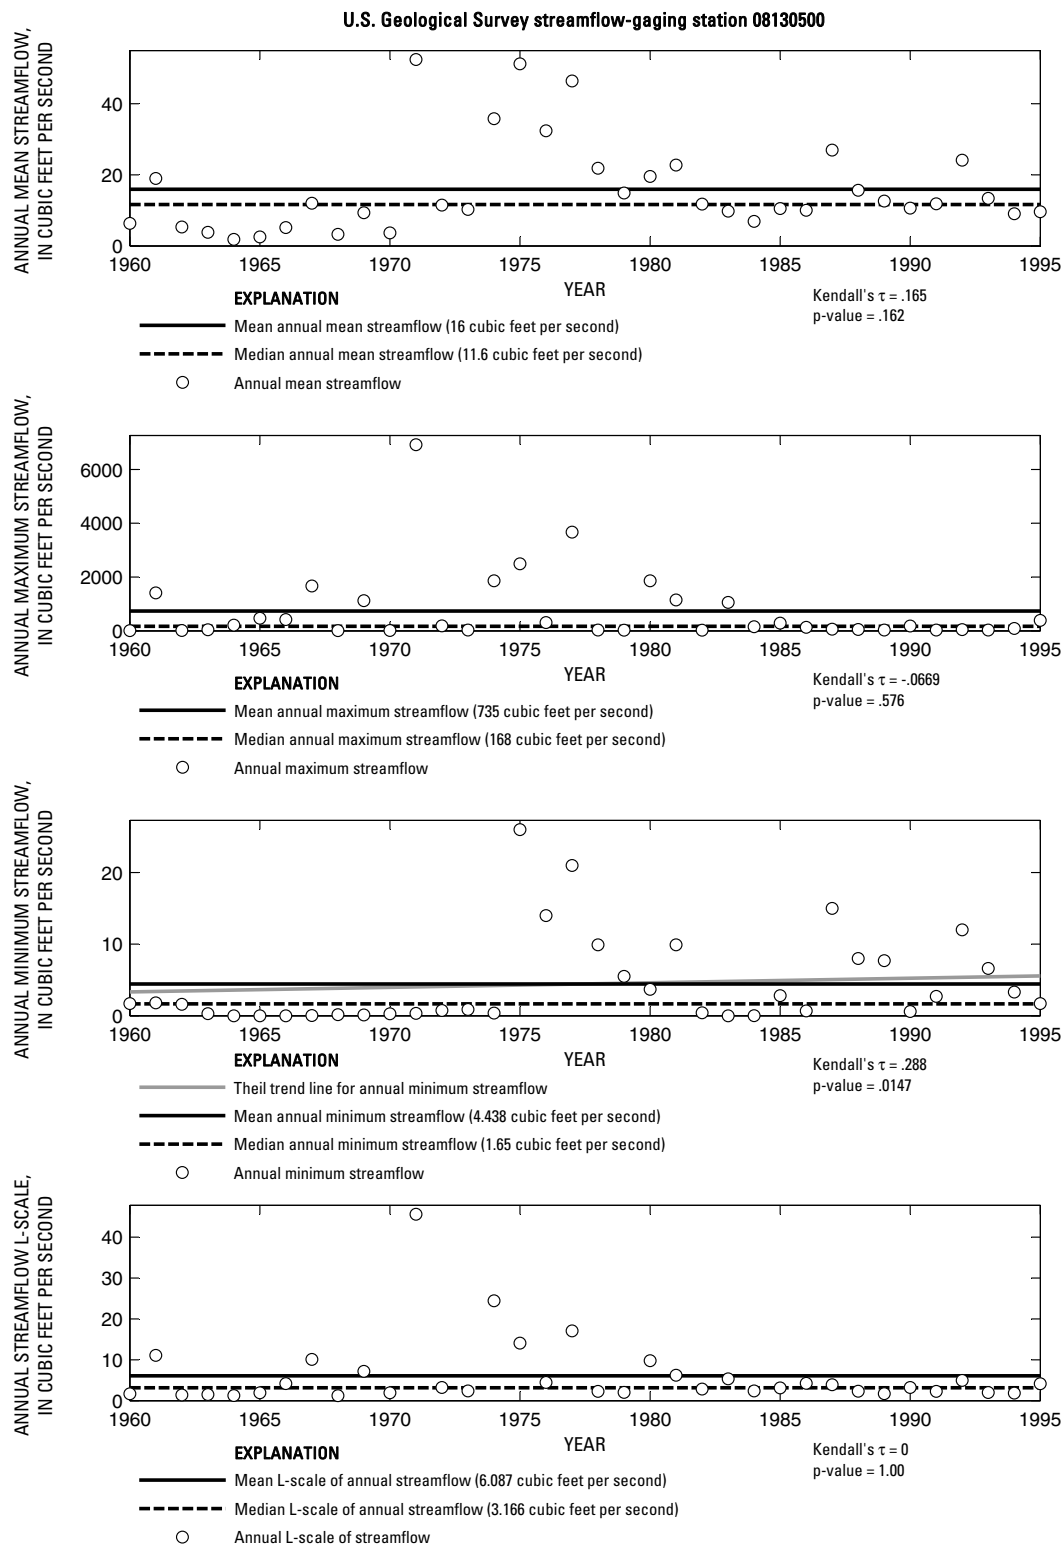 U.S. Geological Survey streamflow-gaging station 08130500
ANNUAL MEAN STREAMFLOW,
IN CUBIC FEET PER SECOND
40
20
0
1960 1965 1970 1975 1980 1985 1990 1995
YEAR
EXPLANATION
Mean annual mean streamflow (16 cubic feet per second)
Median annual mean streamflow (11.6 cubic feet per second)
Annual mean streamflow
Kendall's τ = .165
p-value = .162
ANNUAL MAXIMUM STREAMFLOW,
IN CUBIC FEET PER SECOND
6000
4000
2000
0
1960 1965 1970 1975 1980 1985 1990 1995
YEAR
EXPLANATION
Mean annual maximum streamflow (735 cubic feet per second)
Median annual maximum streamflow (168 cubic feet per second)
Annual maximum streamflow
Kendall's τ = -.0669
p-value = .576
ANNUAL MINIMUM STREAMFLOW,
IN CUBIC FEET PER SECOND
20
10
0
1960 1965 1970 1975 1980 1985 1990 1995
YEAR
EXPLANATION
Theil trend line for annual minimum streamflow
Mean annual minimum streamflow (4.438 cubic feet per second)
Median annual minimum streamflow (1.65 cubic feet per second)
Annual minimum streamflow
Kendall's τ = .288
p-value = .0147
ANNUAL STREAMFLOW L-SCALE,
IN CUBIC FEET PER SECOND
40
30
20
10
0
1960 1965 1970 1975 1980 1985 1990 1995
YEAR
EXPLANATION
Mean L-scale of annual streamflow (6.087 cubic feet per second)
Median L-scale of annual streamflow (3.166 cubic feet per second)
Annual L-scale of streamflow
Kendall's τ = 0
p-value = 1.00